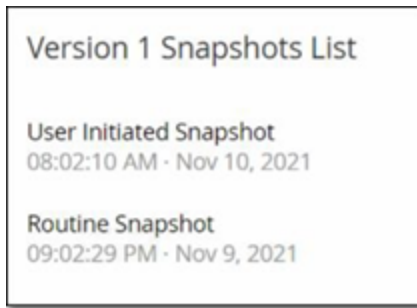 Version 1 Snapshots List
User Initiated Snapshot
08:02:10 AM · Nov 10, 2021
Routine Snapshot
09:02:29 PM · Nov 9, 2021